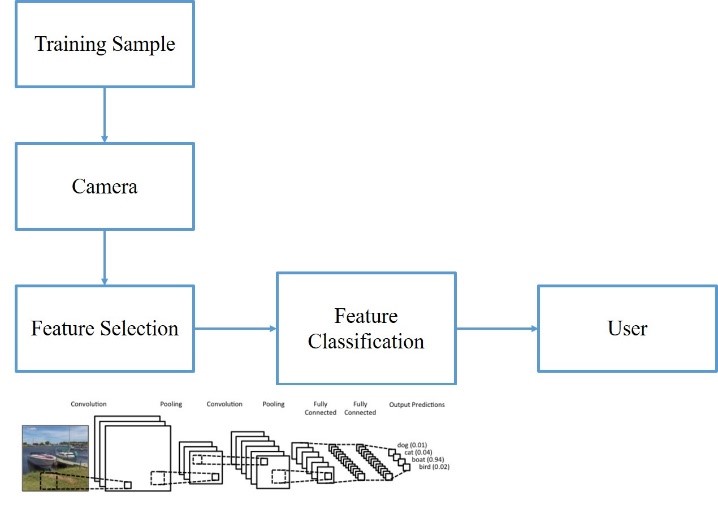 Training Sample
Camera
Feature Selection
Feature
Classification
User
Convolution
Pooling
Convolution
Pooling
Fully
Connected
Fully
Connected
Output Predictions
dog (0.01)
cat (0.04)
boat (0.94)
bird (0.02)